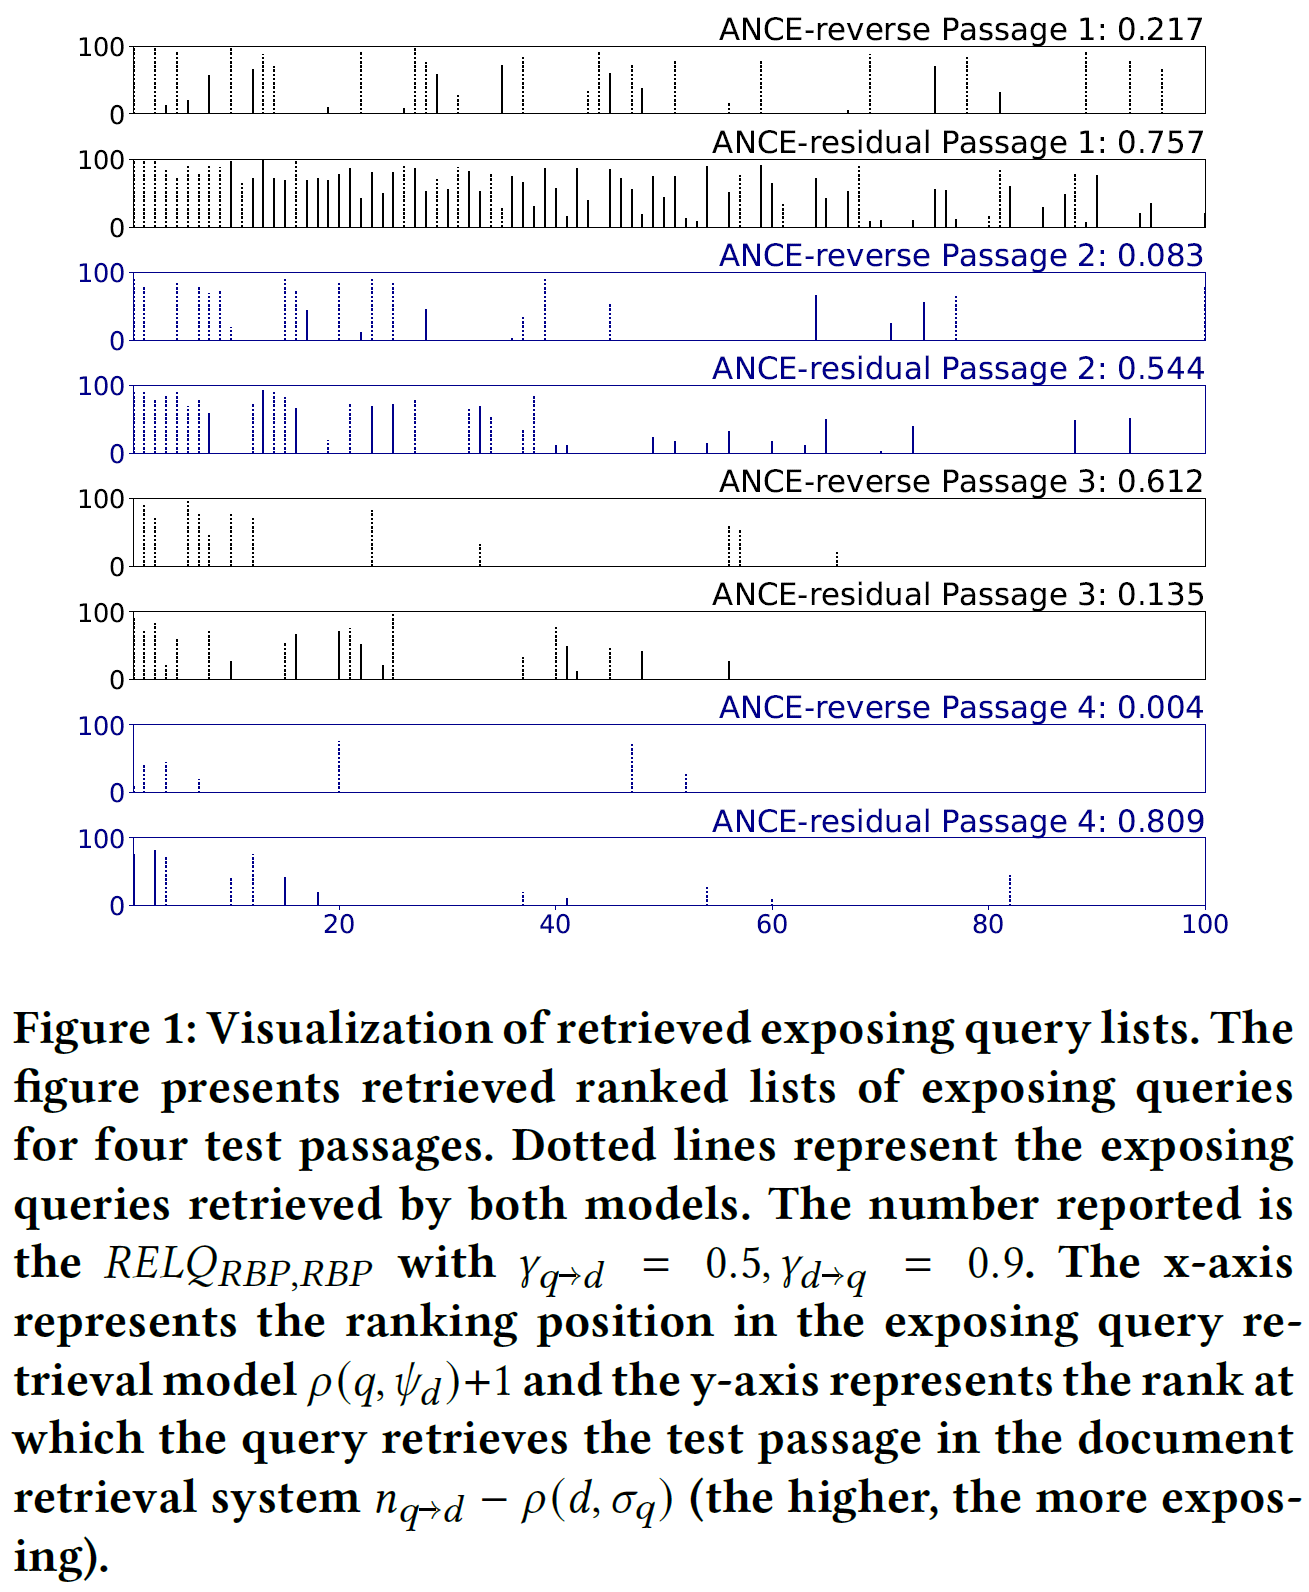 ANCE-reverse Passage 1: 0.217
100
0
ANCE-residual Passage 1: 0.757
100
0
ANCE-reverse Passage 2: 0.083
100
0
ANCE-residual Passage 2: 0.544
100
0
ANCE-reverse Passage 3: 0.612
100
0
ANCE-residual Passage 3: 0.135
100
0
ANCE-reverse Passage 4: 0.004
100
0
ANCE-residual Passage 4: 0.809
100
0
20 40 60 80 100
Figure 1: Visualization of retrieved exposing query lists. The
figure presents retrieved ranked lists of exposing queries
for four test passages. Dotted lines represent the exposing
queries retrieved by both models. The number reported is
the RELQ_{RBP,RBP} with γ_{q→d} = 0.5, γ_{d→q} = 0.9. The x-axis
represents the ranking position in the exposing query re-
trieval model ρ(q, ψ_d)+1 and the y-axis represents the rank at
which the query retrieves the test passage in the document
retrieval system n_{q→d} − ρ(d, σ_q) (the higher, the more expos-
ing).